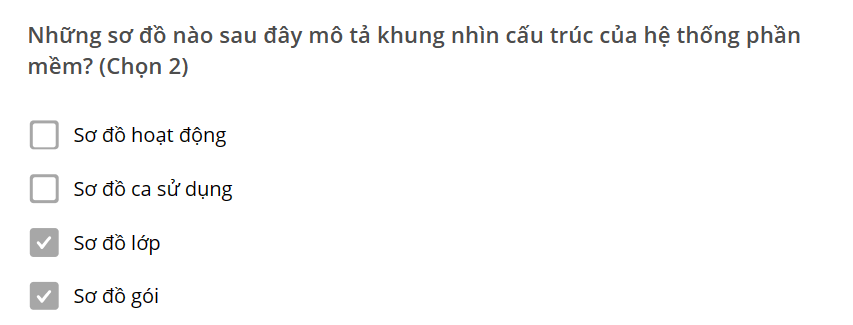 Những sơ đồ nào sau đây mô tả khung nhìn cấu trúc của hệ thống phần
mềm? (Chọn 2)
Sơ đồ hoạt động
Sơ đồ ca sử dụng
Sơ đồ lớp
Sơ đồ gói